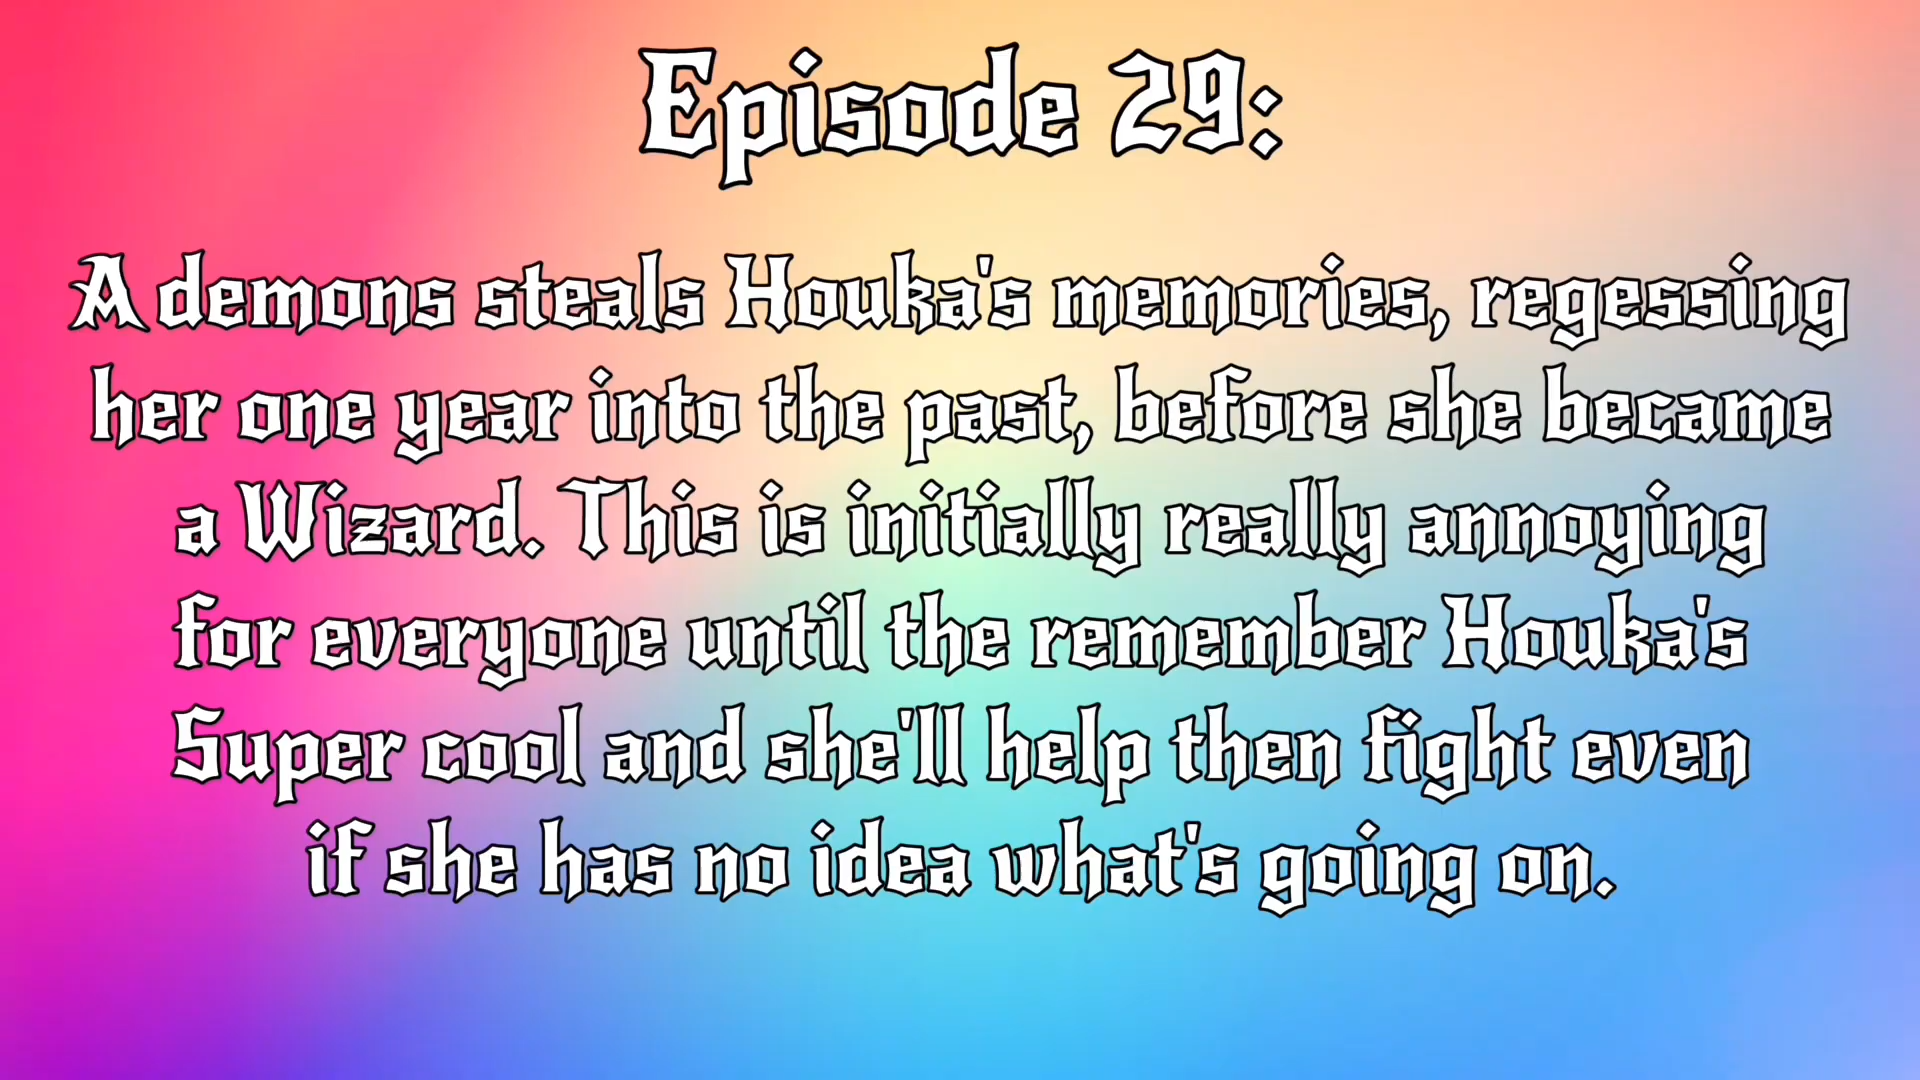 Episode 29:
A demons steals Houka's memories, regessing
her one year into the past, before she became
a Wizard. This is initially really annoying
for everyone until the remember Houka's
Super cool and she'll help then fight even
if she has no idea what's going on.